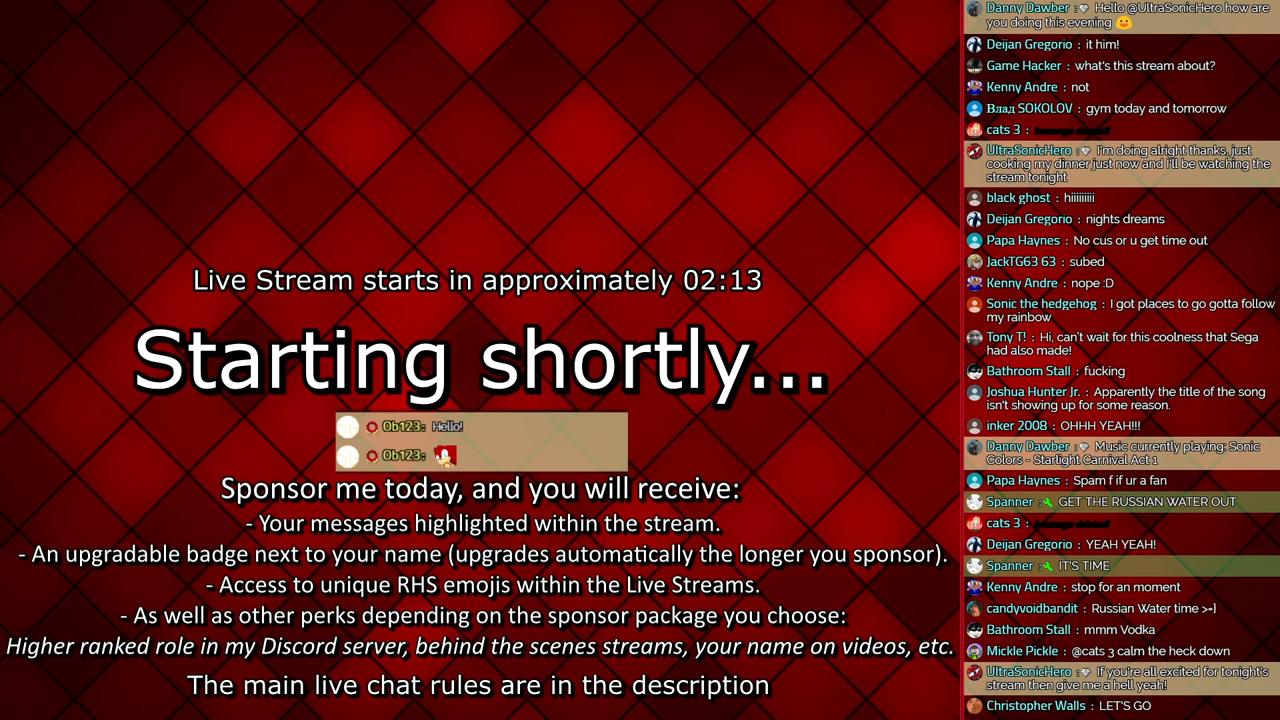 Live Stream starts in approximately 02:13
Starting shortly...
Ob123: Hello!
Ob123:
Sponsor me today, and you will receive:
- Your messages highlighted within the stream.
- An upgradable badge next to your name (upgrades automatically the longer you sponsor).
- Access to unique RHS emojis within the Live Streams.
- As well as other perks depending on the sponsor package you choose:
Higher ranked role in my Discord server, behind the scenes streams, your name on videos, etc.
The main live chat rules are in the description
Danny Dawber : Hello @UltraSonicHero how are
you doing this evening
Deijan Gregorio : it him!
Game Hacker : what's this stream about?
Kenny Andre : not
Влад SOKOLOV : gym today and tomorrow
cats 3 :
UltraSonicHero : I'm doing alright thanks, just
cooking my dinner just now and i'll be watching the
stream tonight
black ghost : hiiiiiiiii
Deijan Gregorio : nights dreams
Papa Haynes : No cus or u get time out
JackTG63 63 : subed
Kenny Andre : nope :D
Sonic the hedgehog : I got places to go gotta follow
my rainbow
Tony T! : Hi, can't wait for this coolness that Sega
had also made!
Bathroom Stall : fucking
Joshua Hunter Jr. : Apparently the title of the song
isn't showing up for some reason.
inker 2008 : OHHH YEAH!!!
Danny Dawber : Music currently playing-Sonic
Colors - Starlight Carnival Act 1
Papa Haynes : Spam f if ur a fan
Spanner : GET THE RUSSIAN WATER OUT
cats 3 :
Deijan Gregorio : YEAH YEAH!
Spanner : IT'S TIME
Kenny Andre : stop for an moment
candyvoidbandit : Russian Water time >=]
Bathroom Stall : mmm Vodka
Mickle Pickle : @cats 3 calm the heck down
UltraSonicHero : If you're all excited for tonight's
stream then give me a hell yeah!
Christopher Walls : LET'S GO